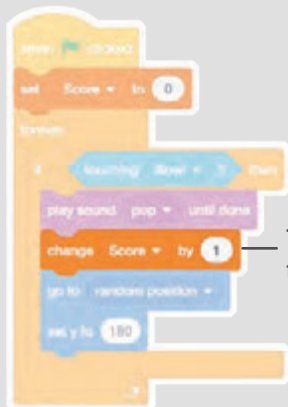 when clicked
set Score to 0
forever
if touching Bowl ? then
play sound pop until done
change Score by 1
go to random position
set y to 180